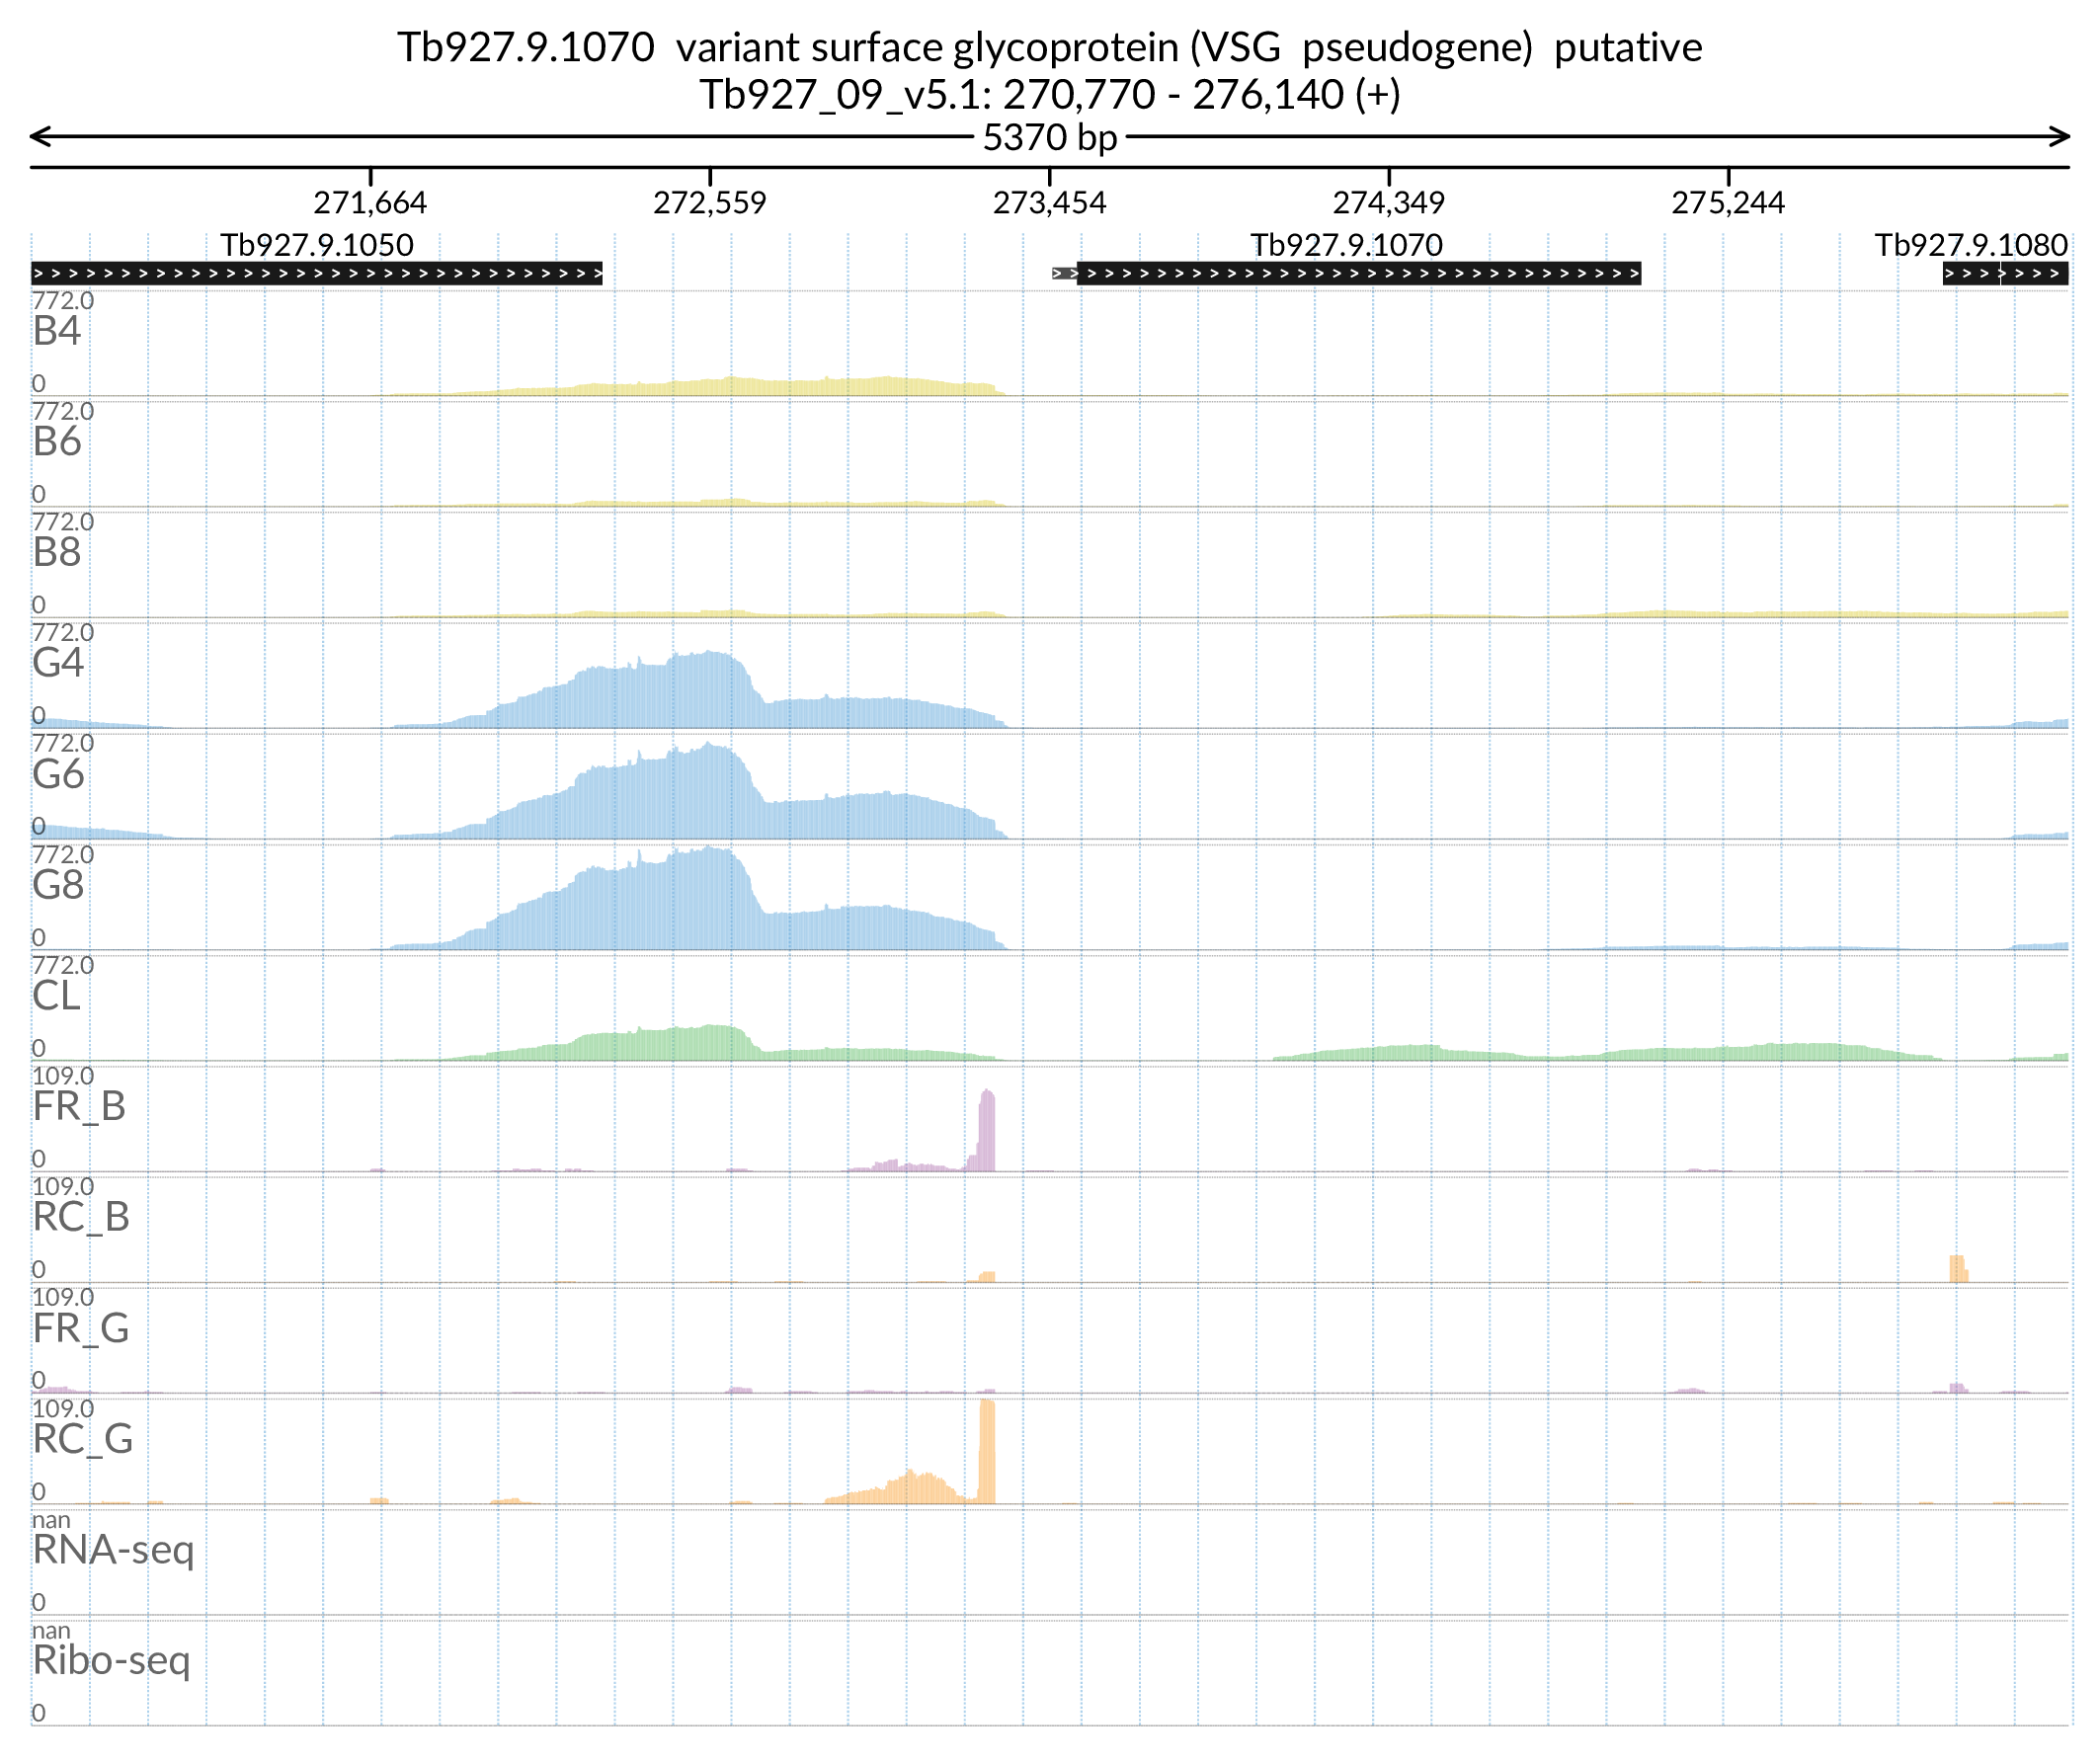 Tb927.9.1070  variant surface glycoprotein (VSG  pseudogene)  putative
Tb927_09_v5.1: 270,770 - 276,140 (+)
5370 bp
271,664 272,559 273,454 274,349 275,244
Tb927.9.1050 Tb927.9.1070 Tb927.9.1080
772.0
B4
0
772.0
B6
0
772.0
B8
0
772.0
G4
0
772.0
G6
0
772.0
G8
0
772.0
CL
0
109.0
FR_B
0
109.0
RC_B
0
109.0
FR_G
0
109.0
RC_G
0
nan
RNA-seq
0
nan
Ribo-seq
0